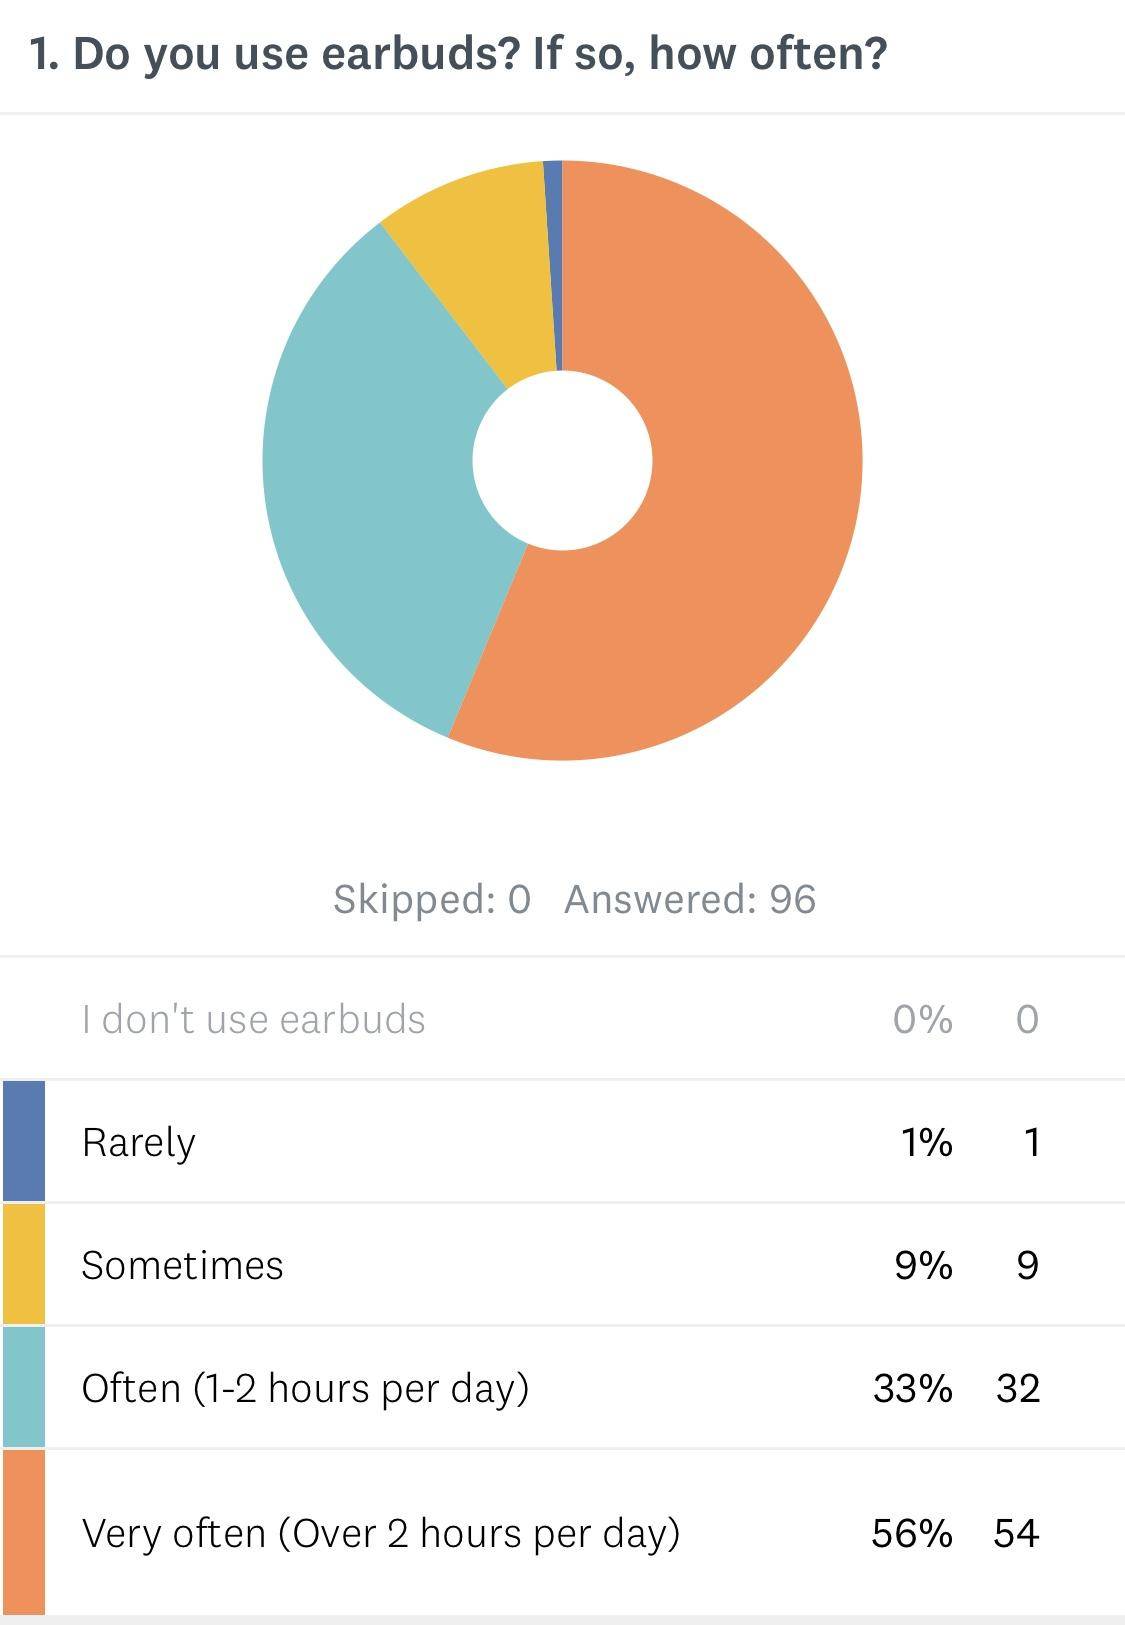 1. Do you use earbuds? If so, how often?
Skipped: 0 Answered: 96
I don't use earbuds 0% 0
Rarely 1% 1
Sometimes 9% 9
Often (1-2 hours per day) 33% 32
Very often (Over 2 hours per day) 56% 54